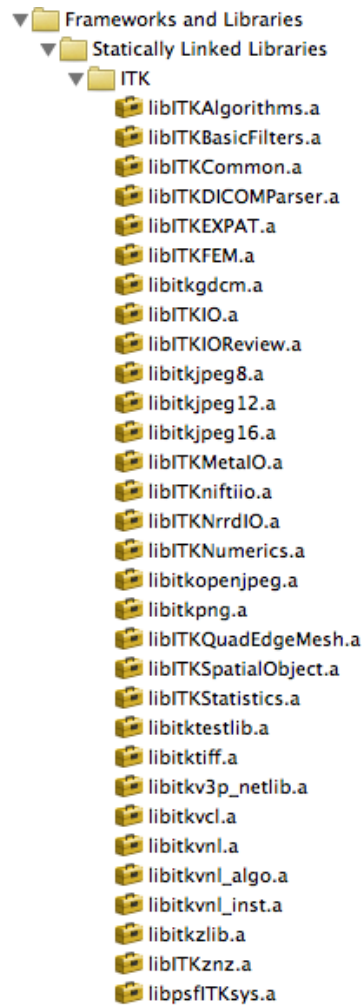 Frameworks and Libraries
Statically Linked Libraries
ITK
libITKAlgorithms.a
libITKBasicFilters.a
libITKCommon.a
libITKDICOMParser.a
libITKEXPAT.a
libITKFEM.a
libitkgdcm.a
libITKIO.a
libITKIOReview.a
libitkjpeg8.a
libitkjpeg12.a
libitkjpeg16.a
libITKMetaIO.a
libITKniftiio.a
libITKNrrdIO.a
libITKNumerics.a
libitkopenjpeg.a
libitkpng.a
libITKQuadEdgeMesh.a
libITKSpatialObject.a
libITKStatistics.a
libitktestlib.a
libitktiff.a
libitkv3p_netlib.a
libitkvcl.a
libitkvnl.a
libitkvnl_algo.a
libitkvnl_inst.a
libitkzlib.a
libITKznz.a
libpsfITKsys.a